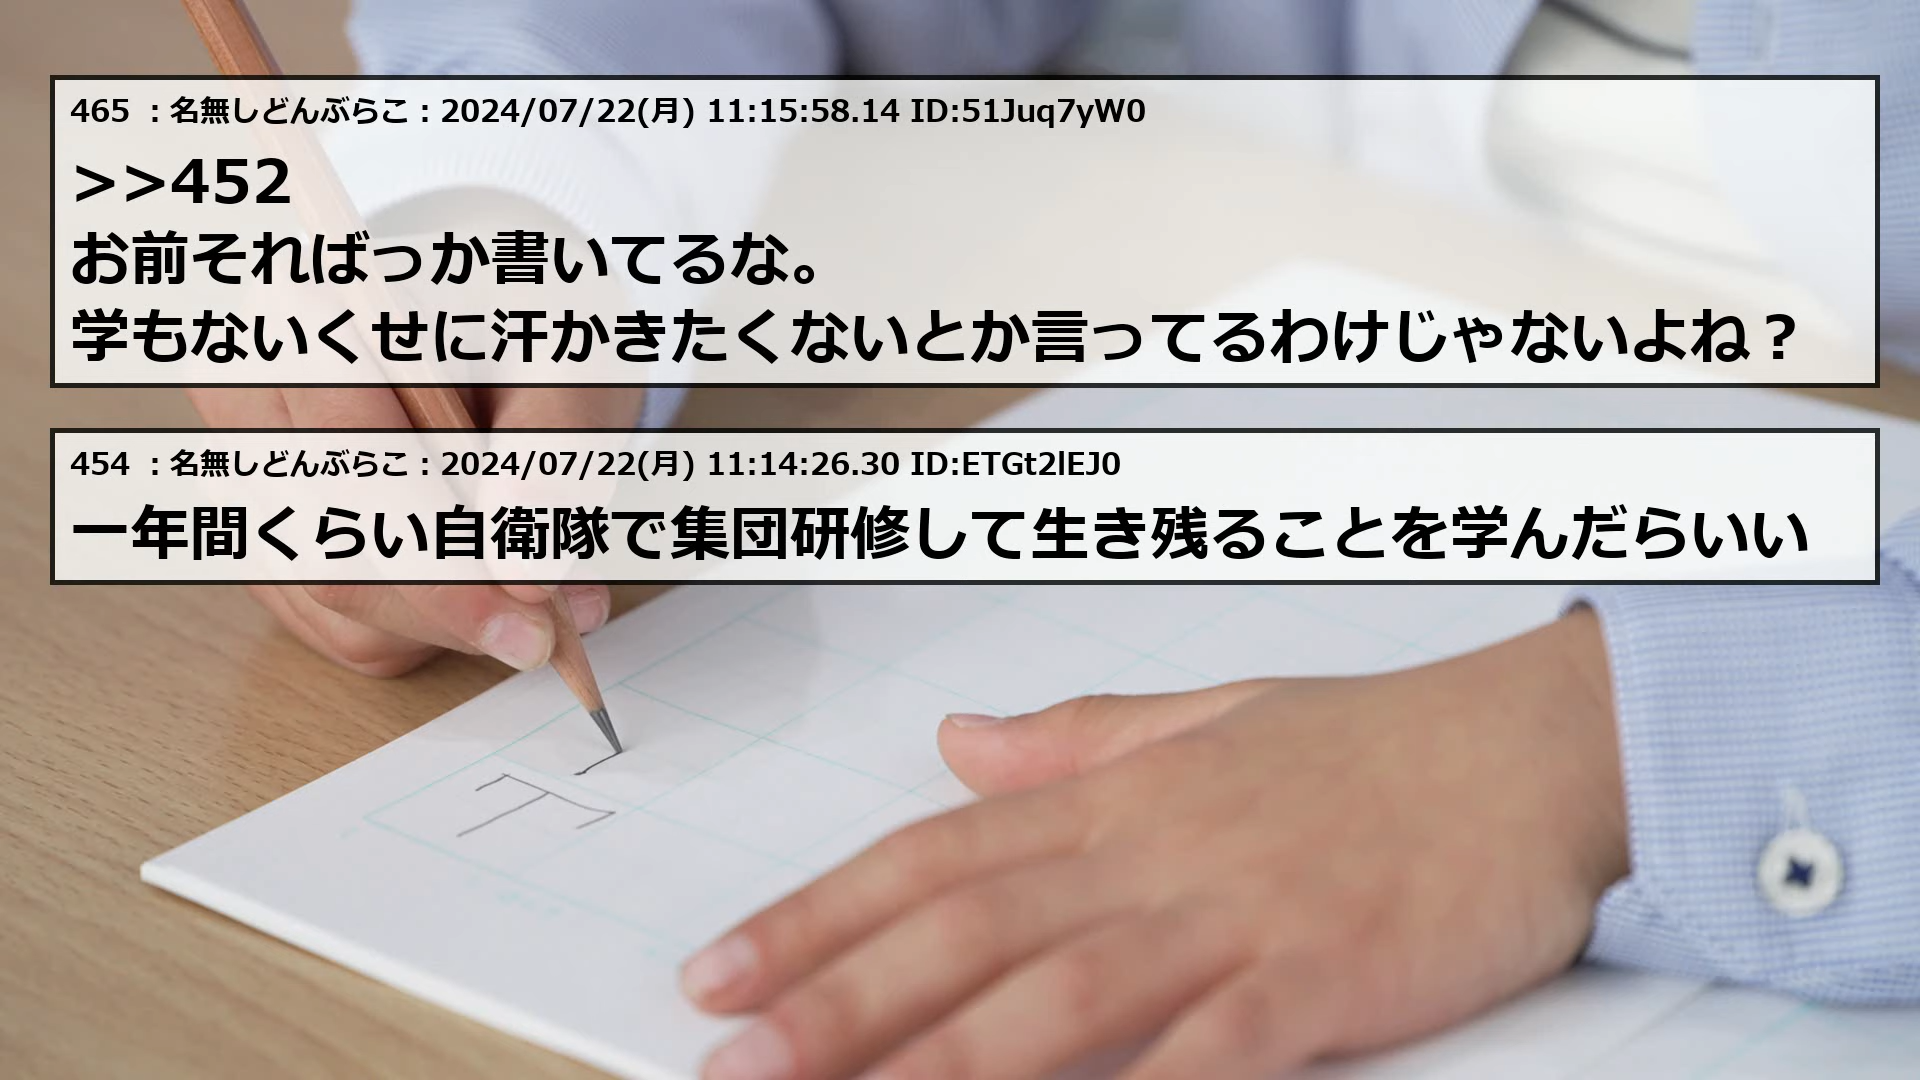 465 ：名無しどんぶらこ：2024/07/22(月) 11:15:58.14 ID:51Juq7yW0
>>452
お前そればっか書いてるな。
学もないくせに汗かきたくないとか言ってるわけじゃないよね？
454 ：名無しどんぶらこ：2024/07/22(月) 11:14:26.30 ID:ETGt2lEJ0
一年間くらい自衛隊で集団研修して生き残ることを学んだらいい